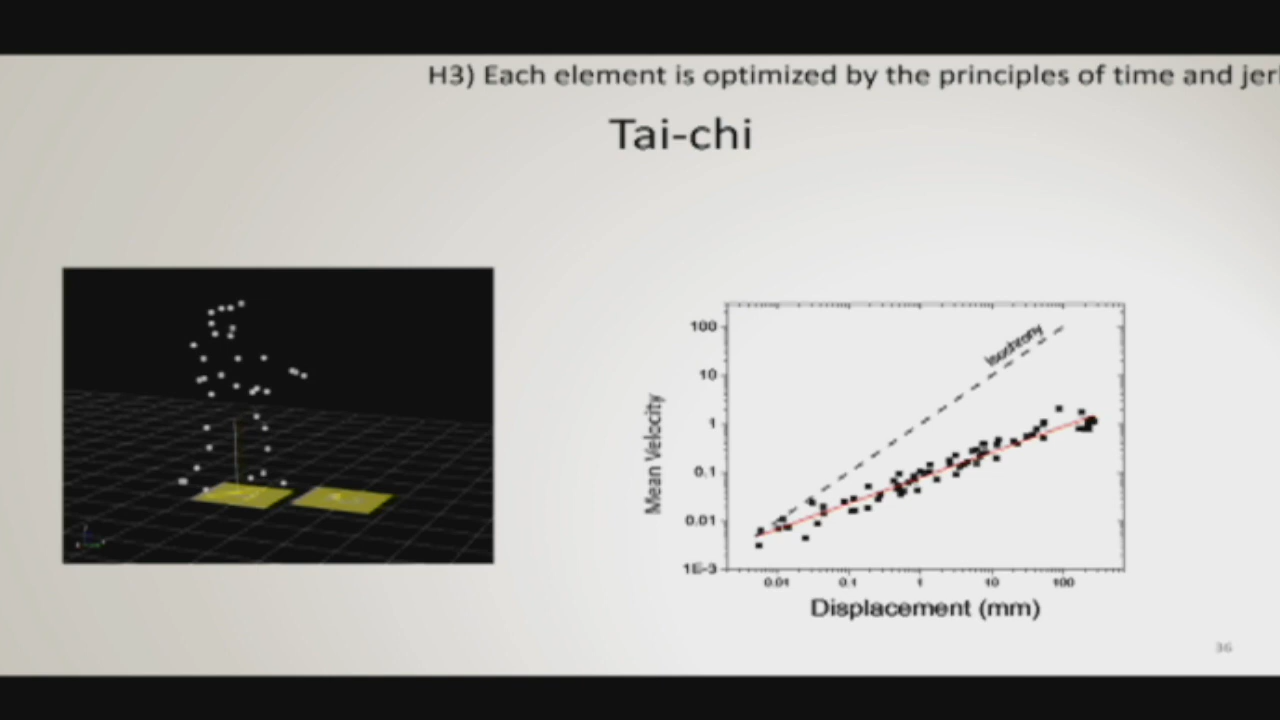 H3) Each element is optimized by the principles of time and jer
Tai-chi
Isochrony
100
10
1
0.1
0.01
1E-3
Mean Velocity
0.01
0.1
1
10
100
Displacement (mm)
36